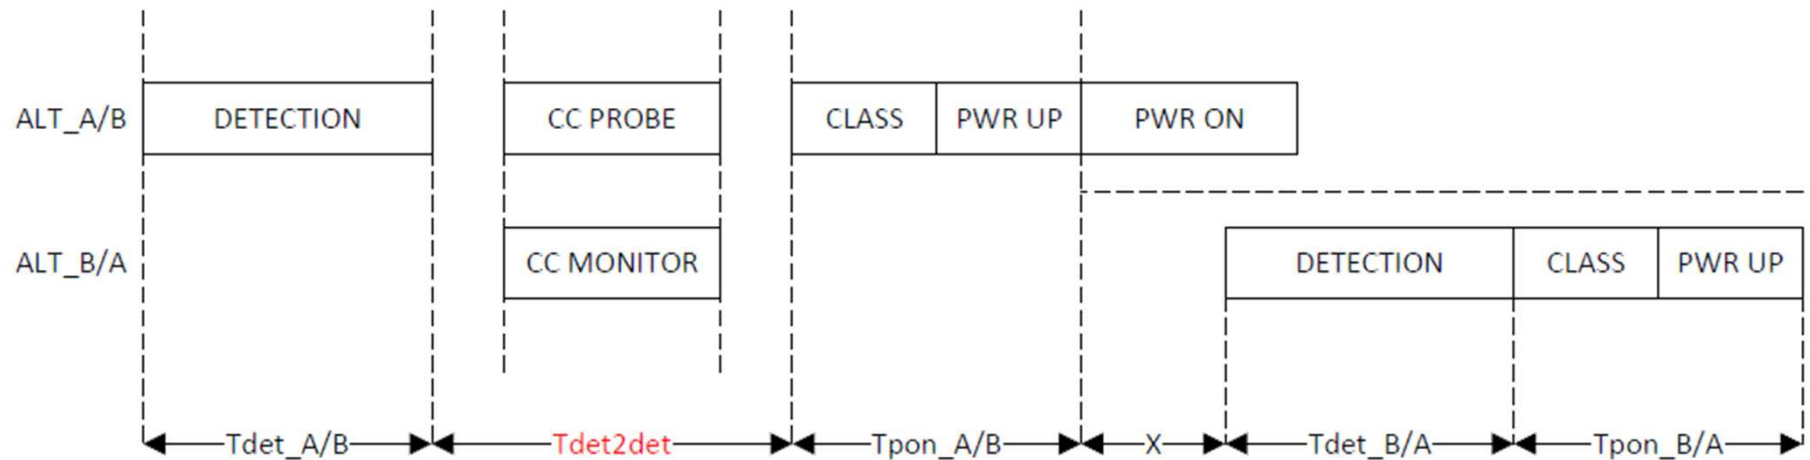 ALT_A/B DETECTION CC PROBE CLASS PWR UP PWR ON
ALT_B/A CC MONITOR DETECTION CLASS PWR UP
Tdet_A/B Tdet2det Tpon_A/B X Tdet_B/A Tpon_B/A